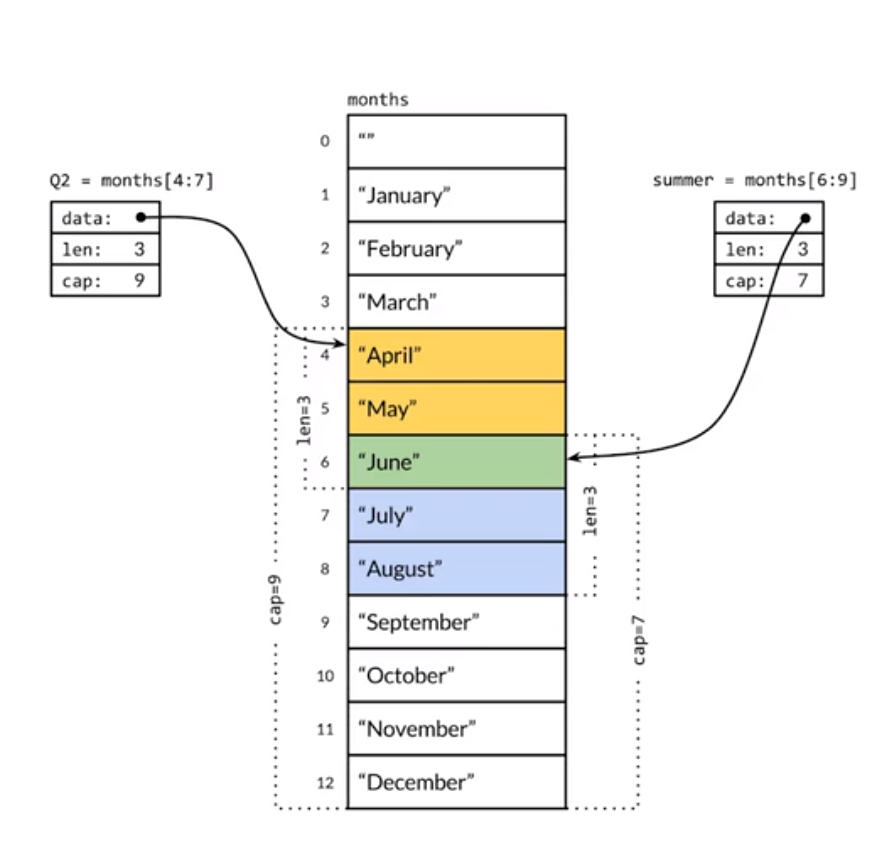 months
0 “”
Q2 = months[4:7]
data:
len: 3
cap: 9
summer = months[6:9]
data:
len: 3
cap: 7
1 “January”
2 “February”
3 “March”
4 “April”
5 “May”
6 “June”
7 “July”
8 “August”
9 “September”
10 “October”
11 “November”
12 “December”
len=3
cap=9
len=3
cap=7